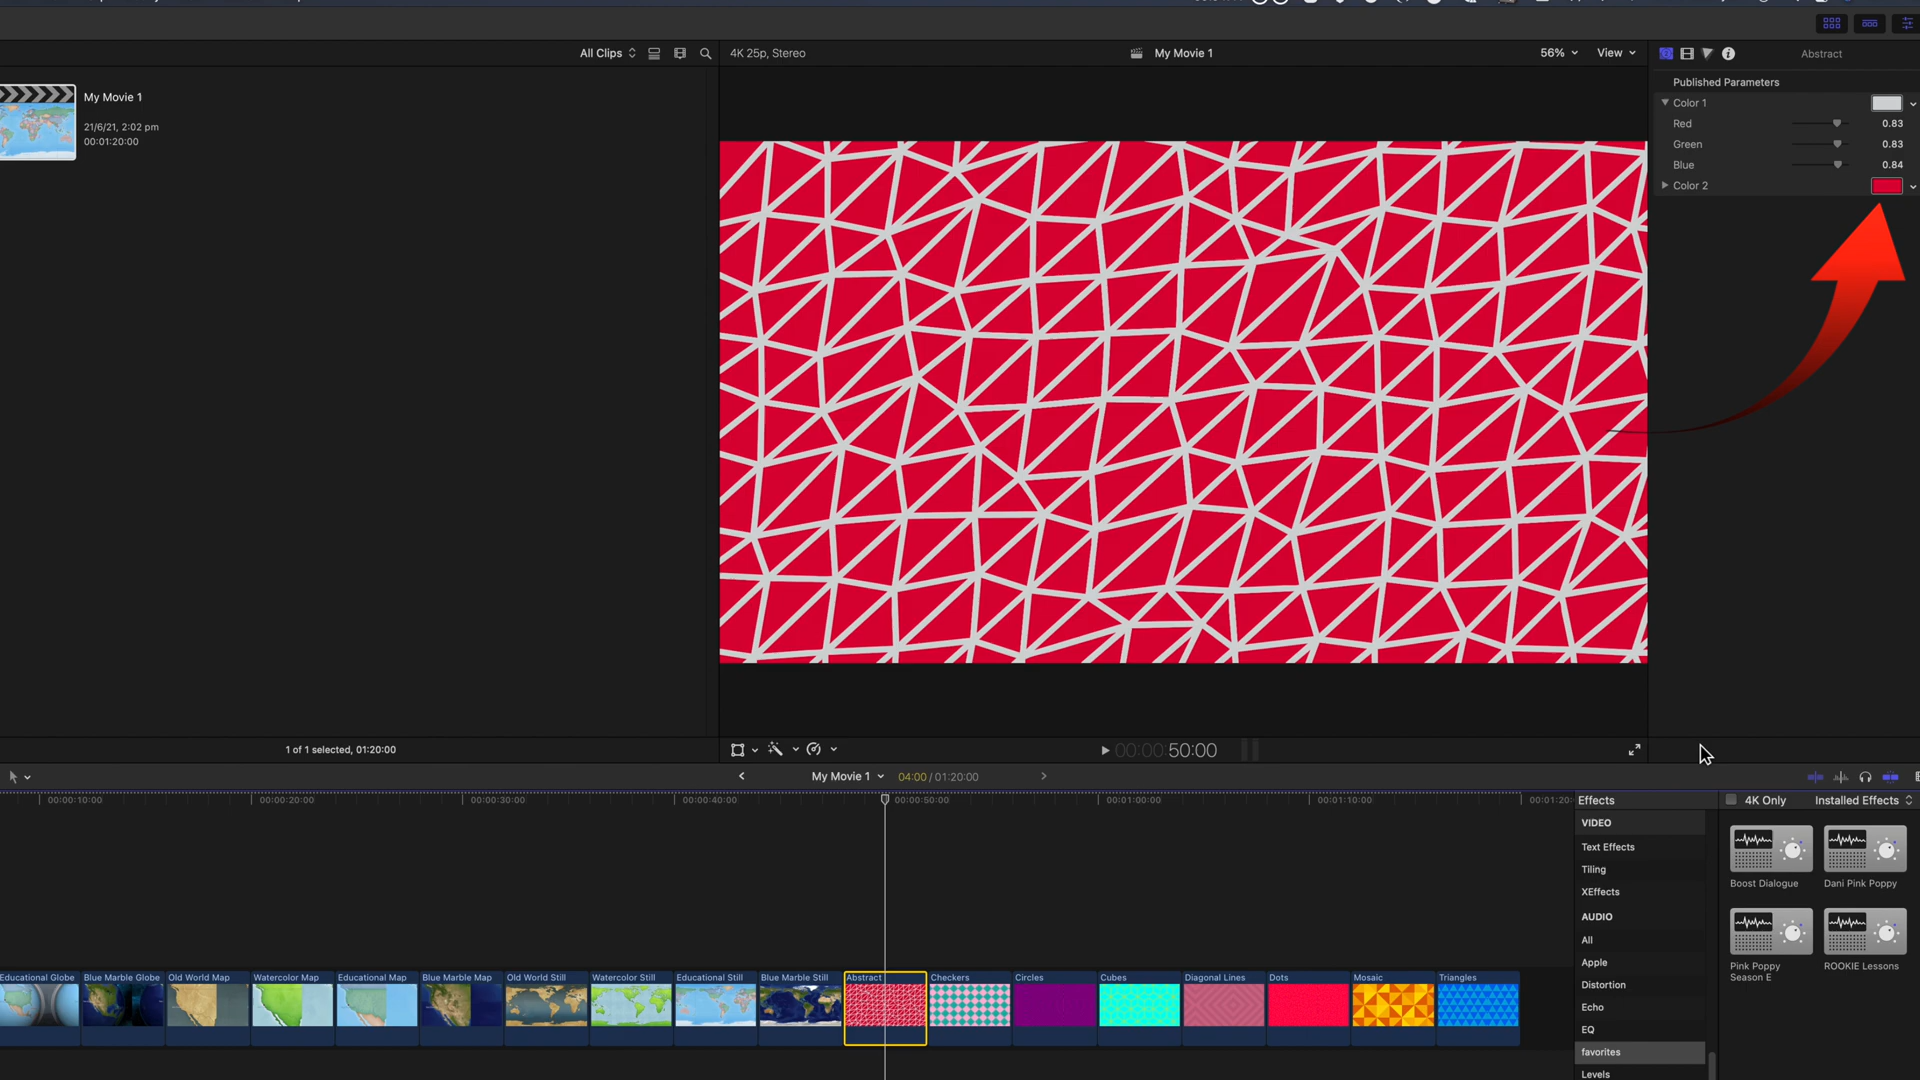 All Clips
4K 25p, Stereo
My Movie 1
56%
View
Abstract
My Movie 1
21/6/21, 2:02 pm
00:01:20:00
Published Parameters
Color 1
Red 0.83
Green 0.83
Blue 0.84
Color 2
1 of 1 selected, 01:20:00
00:00:50:00
My Movie 1
04:00 / 01:20:00
00:00:10:00
00:00:20:00
00:00:30:00
00:00:40:00
00:00:50:00
00:01:00:00
00:01:10:00
00:01:20
Effects
4K Only
Installed Effects
VIDEO
Text Effects
Tiling
XEffects
AUDIO
All
Apple
Distortion
Echo
EQ
favorites
Levels
Boost Dialogue
Dani Pink Poppy
Pink Poppy
Season E
ROOKIE Lessons
Educational Globe
Blue Marble Globe
Old World Map
Watercolor Map
Educational Map
Blue Marble Map
Old World Still
Watercolor Still
Educational Still
Blue Marble Still
Abstract
Checkers
Circles
Cubes
Diagonal Lines
Dots
Mosaic
Triangles